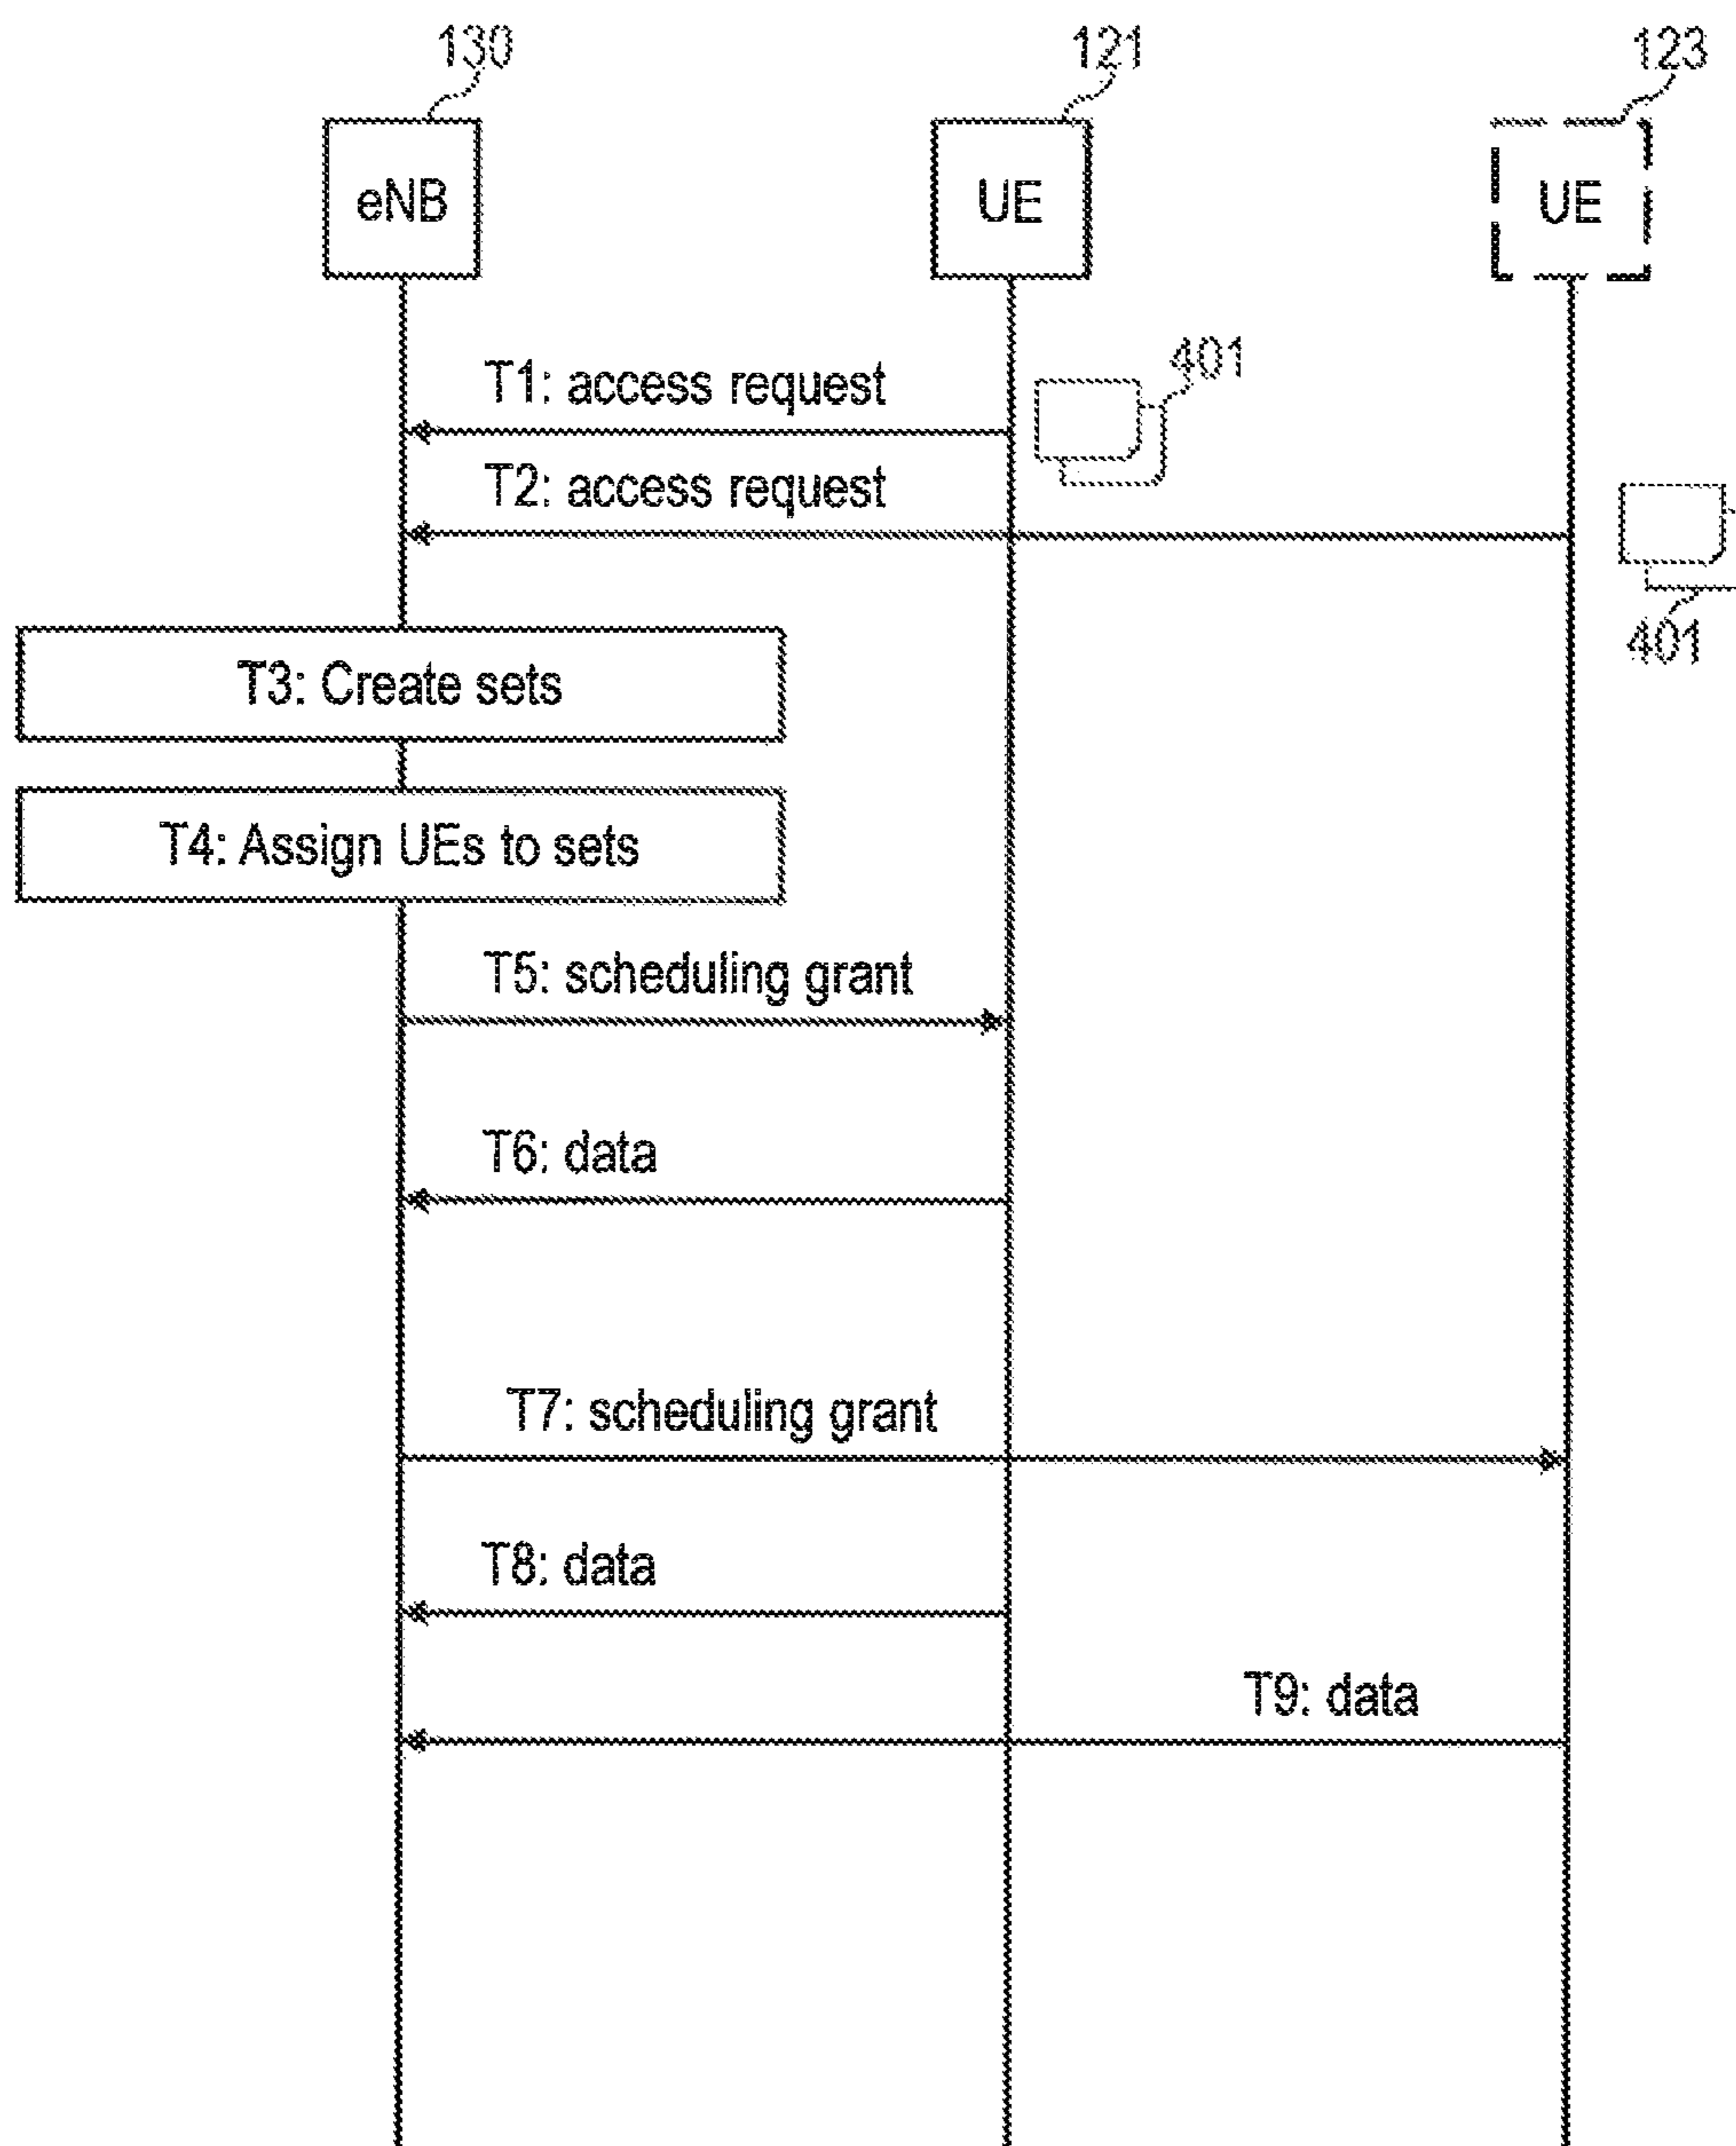 130
121
123
eNB
UE
UE
T1: access request
401
T2: access request
401
T3: Create sets
T4: Assign UEs to sets
T5: scheduling grant
T6: data
T7: scheduling grant
T8: data
T9: data